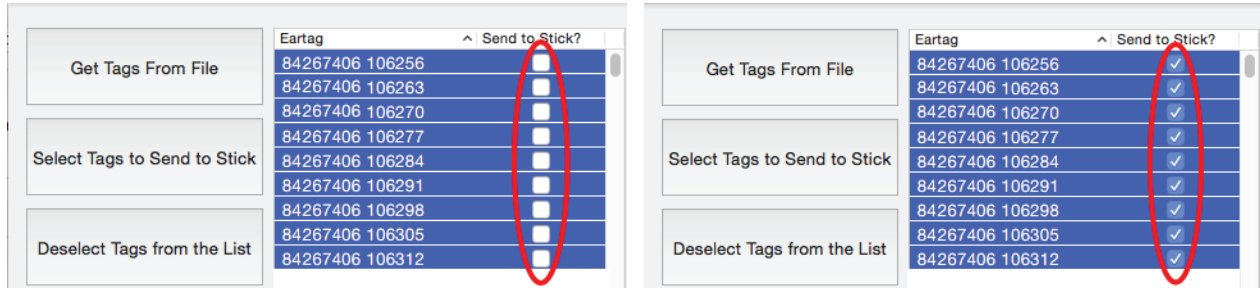 Eartag Send to Stick?
Get Tags From File
Select Tags to Send to Stick
Deselect Tags from the List
84267406 106256
84267406 106263
84267406 106270
84267406 106277
84267406 106284
84267406 106291
84267406 106298
84267406 106305
84267406 106312
Eartag Send to Stick?
Get Tags From File
Select Tags to Send to Stick
Deselect Tags from the List
84267406 106256
84267406 106263
84267406 106270
84267406 106277
84267406 106284
84267406 106291
84267406 106298
84267406 106305
84267406 106312